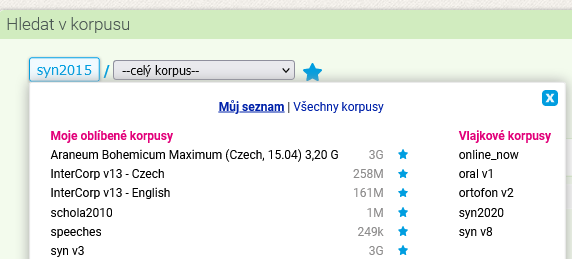 Hledat v korpusu
syn2015 / --celý korpus--
Můj seznam | Všechny korpusy
Moje oblíbené korpusy
Araneum Bohemicum Maximum (Czech, 15.04) 3,20 G 3G
InterCorp v13 - Czech 258M
InterCorp v13 - English 161M
schola2010 1M
speeches 249k
syn v3 3G
Vlajkové korpusy
online_now
oral v1
ortofon v2
syn2020
syn v8